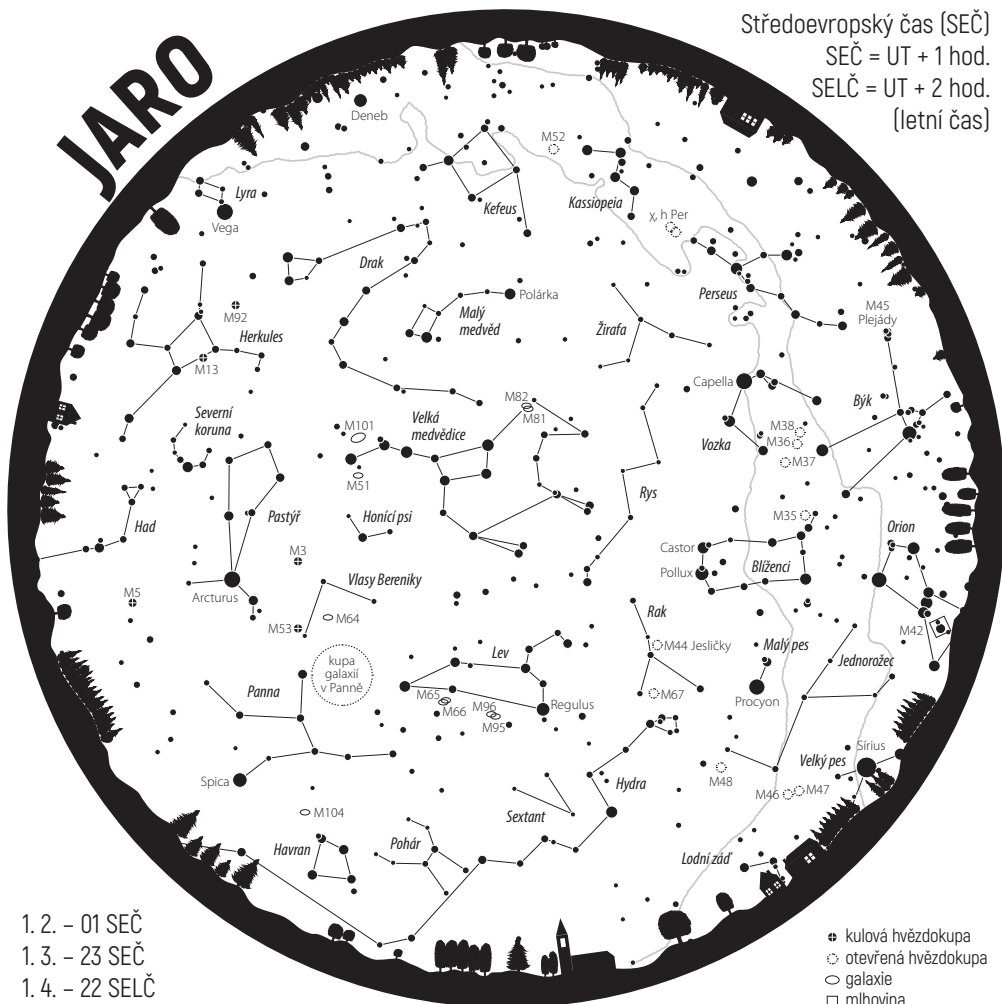 JARO
Středoevropský čas (SEČ)
SEČ = UT + 1 hod.
SELČ = UT + 2 hod.
(letní čas)
Deneb
M52
Lyra
Vega
Kefeus
Kassiopeia
χ, h Per
Drak
Polárka
Perseus
M92
Malý
medvěd
Žirafa
M45
Plejády
Herkules
M13
Capella
M82
M81
Býk
Severní
koruna
M101
Velká
medvědice
Vozka
M38
M36
M37
M51
Rys
Had
Pastýř
Honící psi
M35
Orion
M3
Castor
Pollux
Blíženci
Arcturus
Vlasy Bereniky
M5
M53
M64
Rak
M42
kupa
galaxií
v Panně
Lev
M44 Jesličky
Malý pes
Jednorožec
Panna
M65
M66
M96
M95
Regulus
M67
Procyon
Spica
Hydra
M48
Velký pes
Sírius
M46
M47
M104
Sextant
Havran
Pohár
Lodní záď
1. 2. – 01 SEČ
1. 3. – 23 SEČ
1. 4. – 22 SELČ
kulová hvězdokupa
otevřená hvězdokupa
galaxie
mlhovina